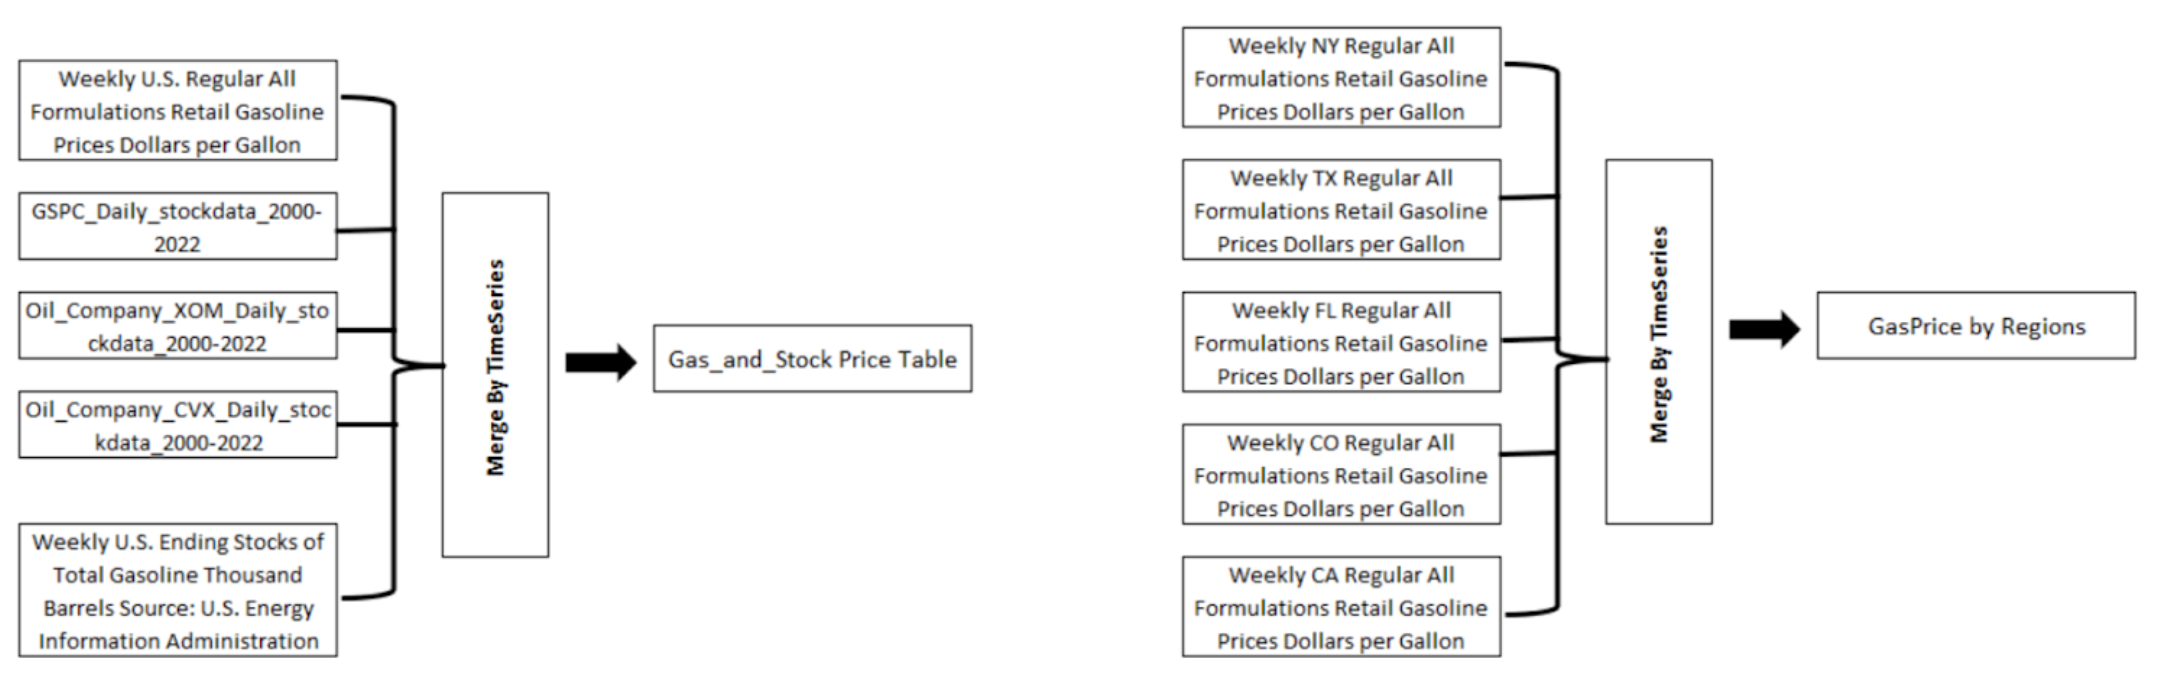 Weekly U.S. Regular All
Formulations Retail Gasoline
Prices Dollars per Gallon
GSPC_Daily_stockdata_2000-
2022
Oil_Company_XOM_Daily_sto
ckdata_2000-2022
Oil_Company_CVX_Daily_stoc
kdata_2000-2022
Weekly U.S. Ending Stocks of
Total Gasoline Thousand
Barrels Source: U.S. Energy
Information Administration
Merge By TimeSeries
Gas_and_Stock Price Table
Weekly NY Regular All
Formulations Retail Gasoline
Prices Dollars per Gallon
Weekly TX Regular All
Formulations Retail Gasoline
Prices Dollars per Gallon
Weekly FL Regular All
Formulations Retail Gasoline
Prices Dollars per Gallon
Weekly CO Regular All
Formulations Retail Gasoline
Prices Dollars per Gallon
Weekly CA Regular All
Formulations Retail Gasoline
Prices Dollars per Gallon
Merge By TimeSeries
GasPrice by Regions